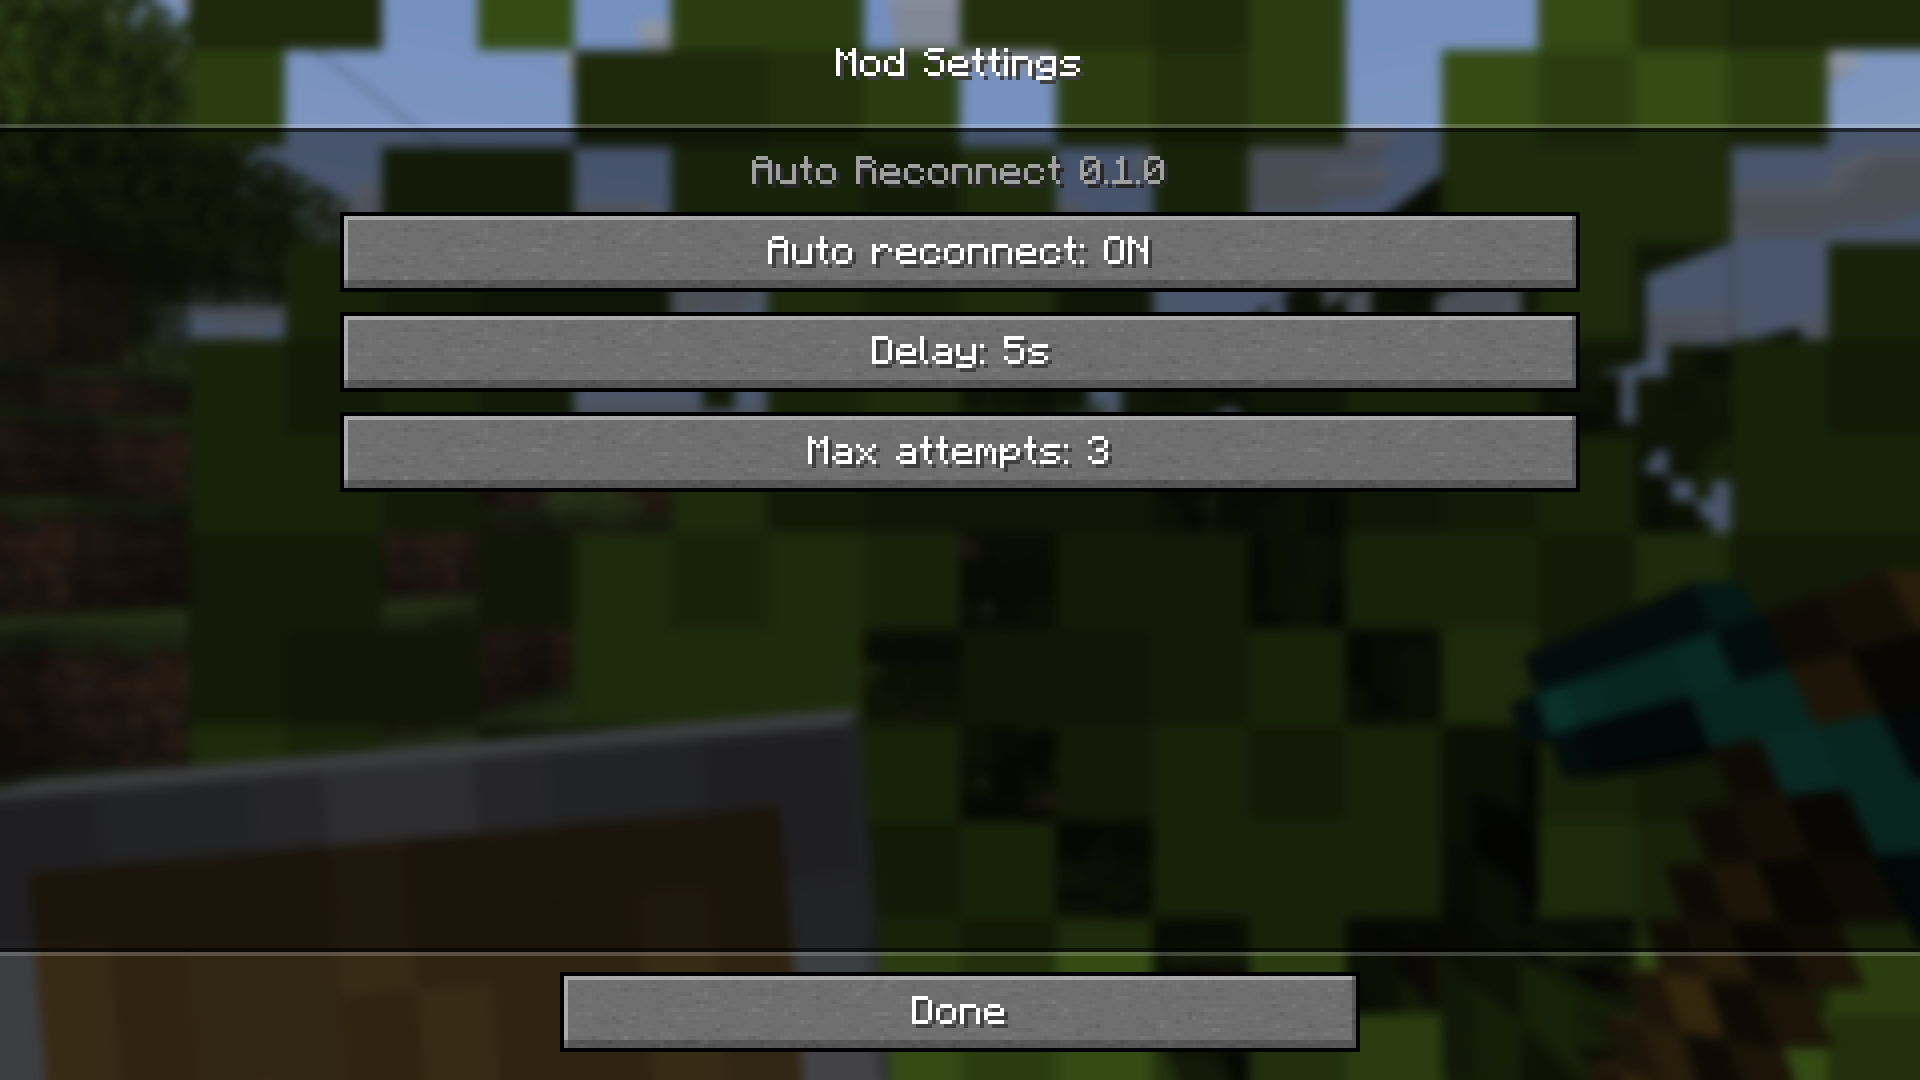 Mod Settings
Auto Reconnect 0.1.0
Auto reconnect: ON
Delay: 5s
Max attempts: 3
Done